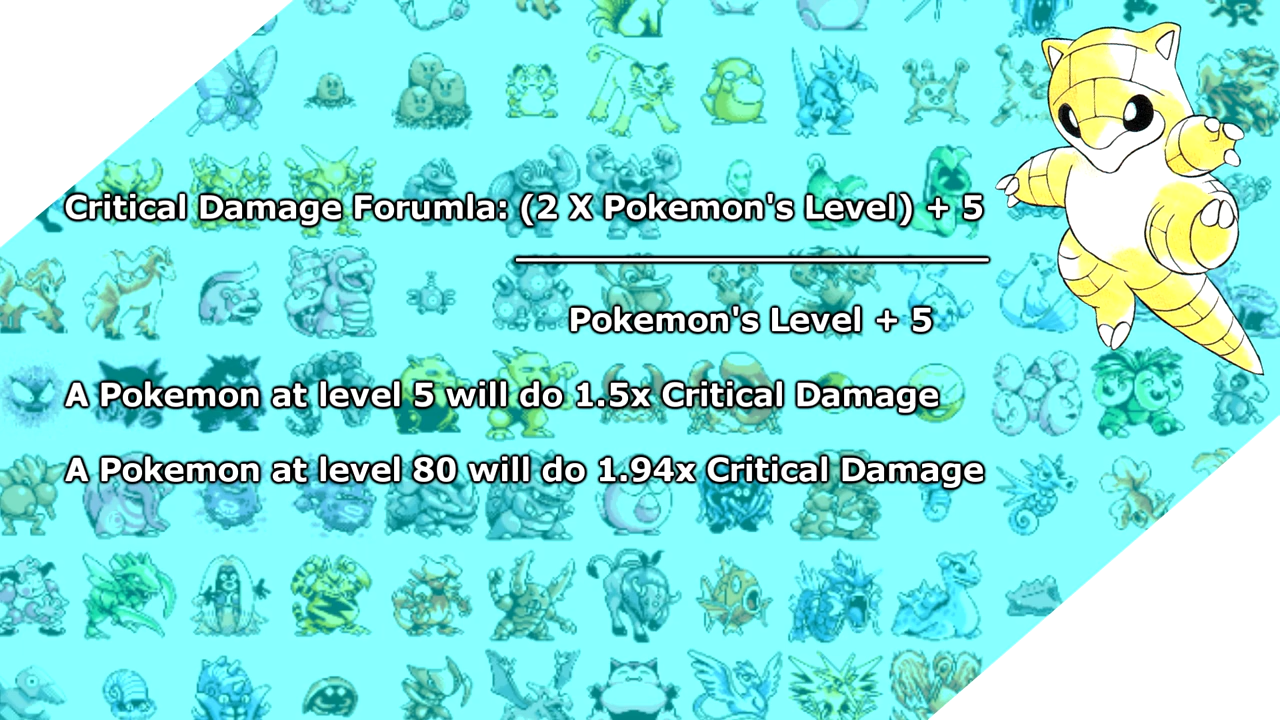 Critical Damage Forumla: (2 X Pokemon's Level) + 5
Pokemon's Level + 5
A Pokemon at level 5 will do 1.5x Critical Damage
A Pokemon at level 80 will do 1.94x Critical Damage